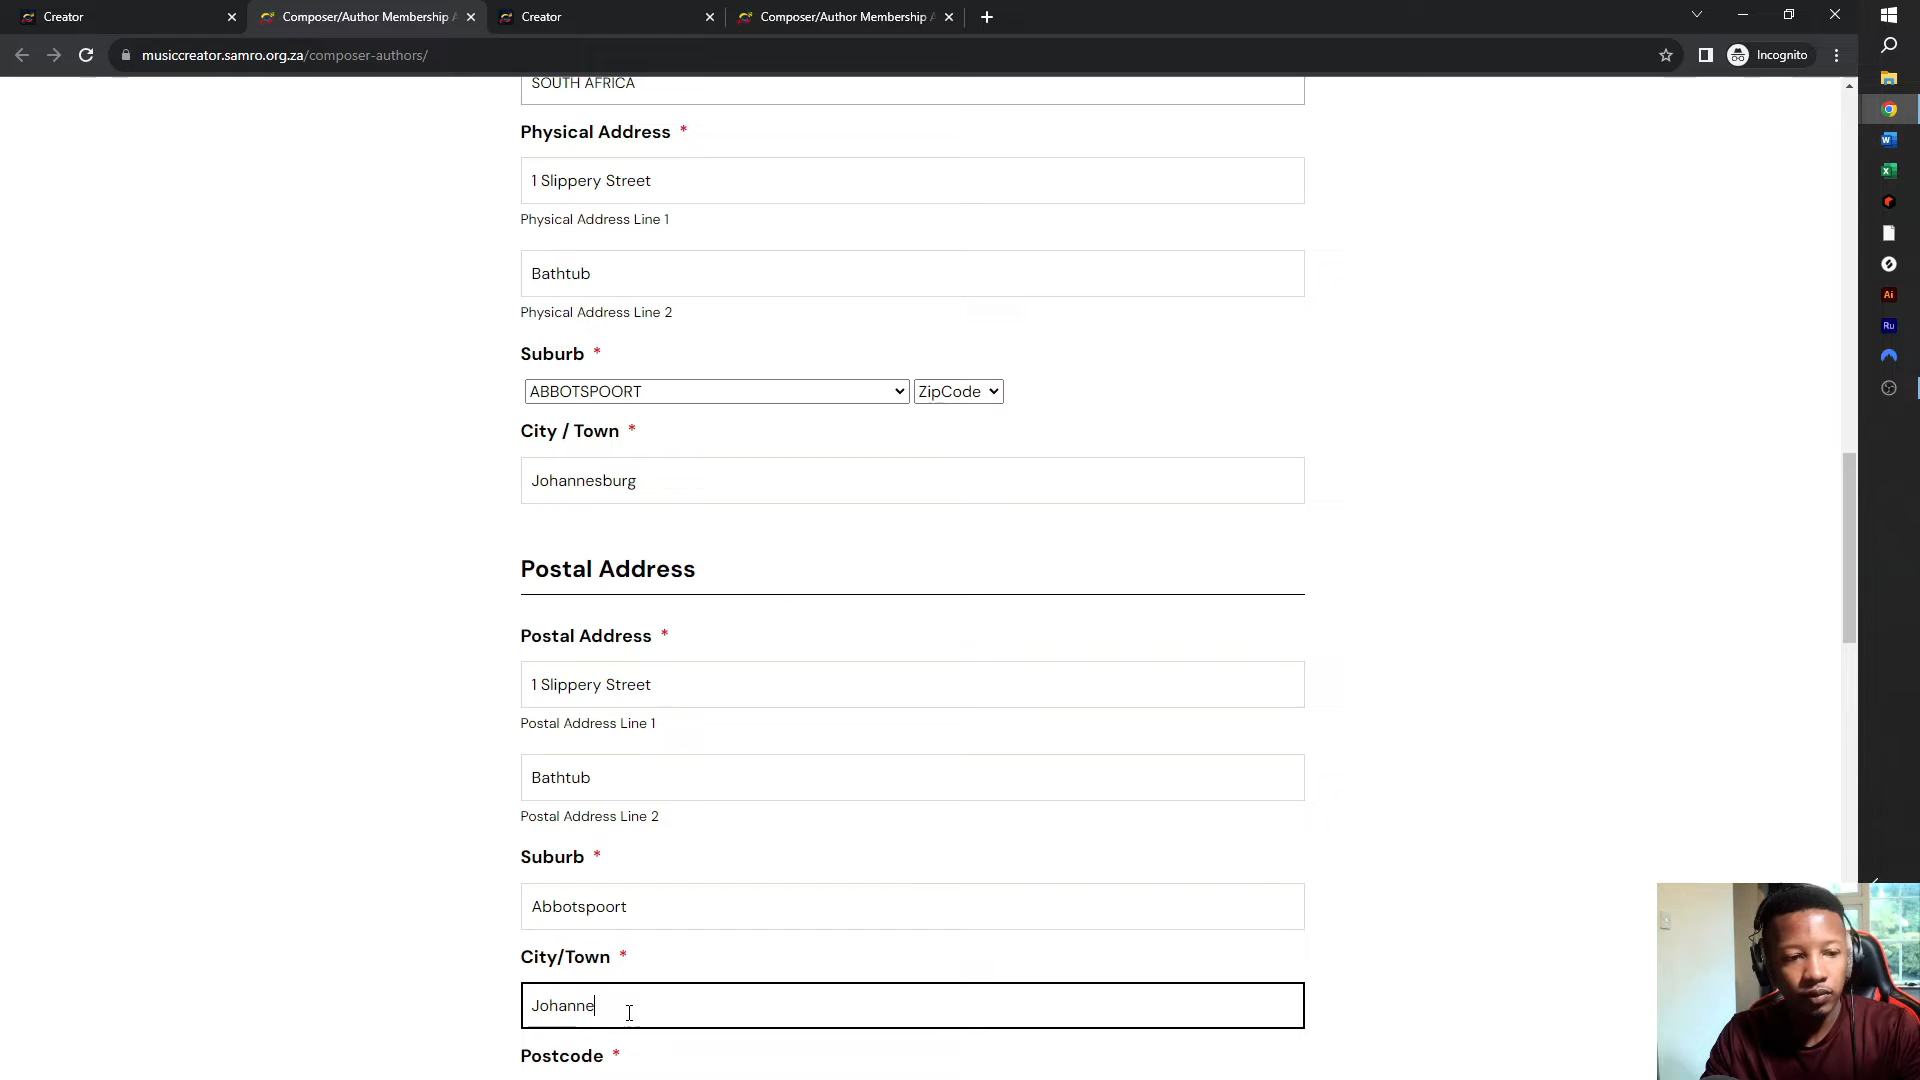 Creator
Composer/Author Membership A
Creator
Composer/Author Membership A
musiccreator.samro.org.za/composer-authors/
Incognito
SOUTH AFRICA
Physical Address *
1 Slippery Street
Physical Address Line 1
Bathtub
Physical Address Line 2
Suburb *
ABBOTSPOORT ZipCode
City / Town *
Johannesburg
Postal Address
Postal Address *
1 Slippery Street
Postal Address Line 1
Bathtub
Postal Address Line 2
Suburb *
Abbotspoort
City/Town *
Johanne
Postcode *
W
X
Ai
Ru